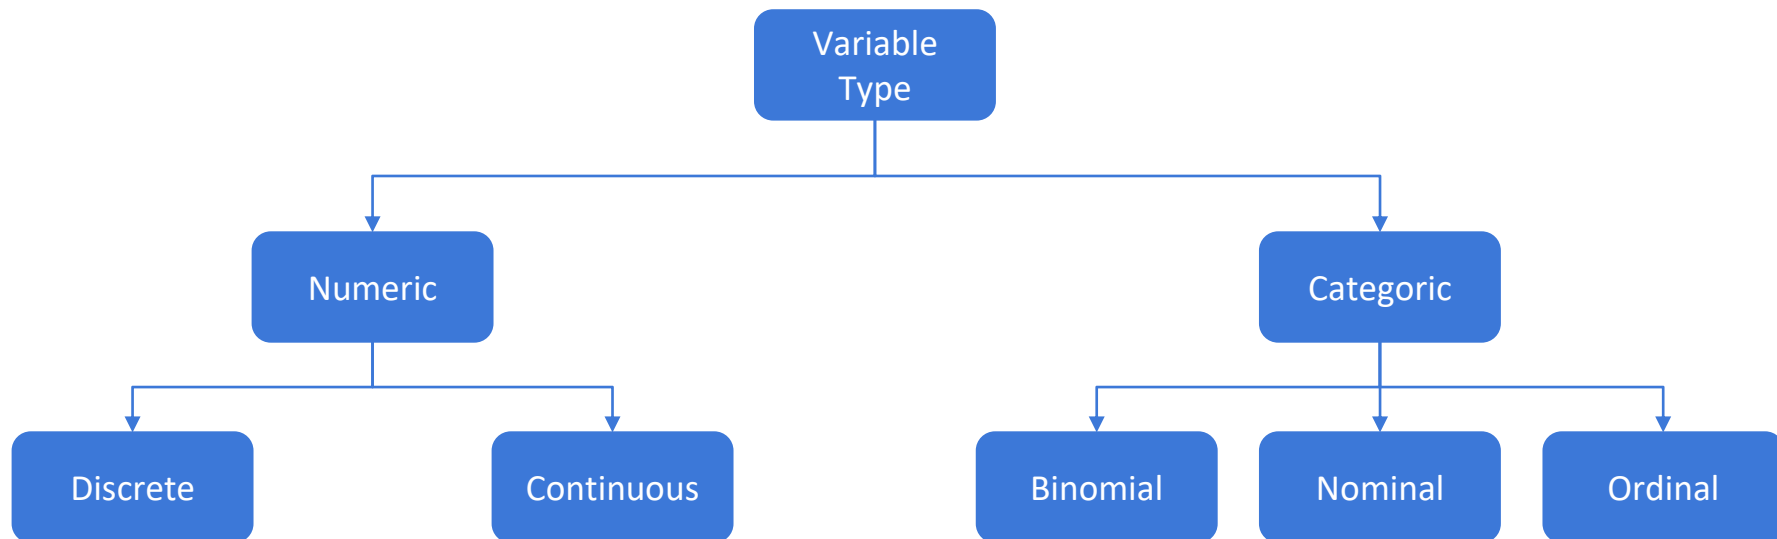 Variable
Type
Numeric
Categoric
Discrete
Continuous
Binomial
Nominal
Ordinal